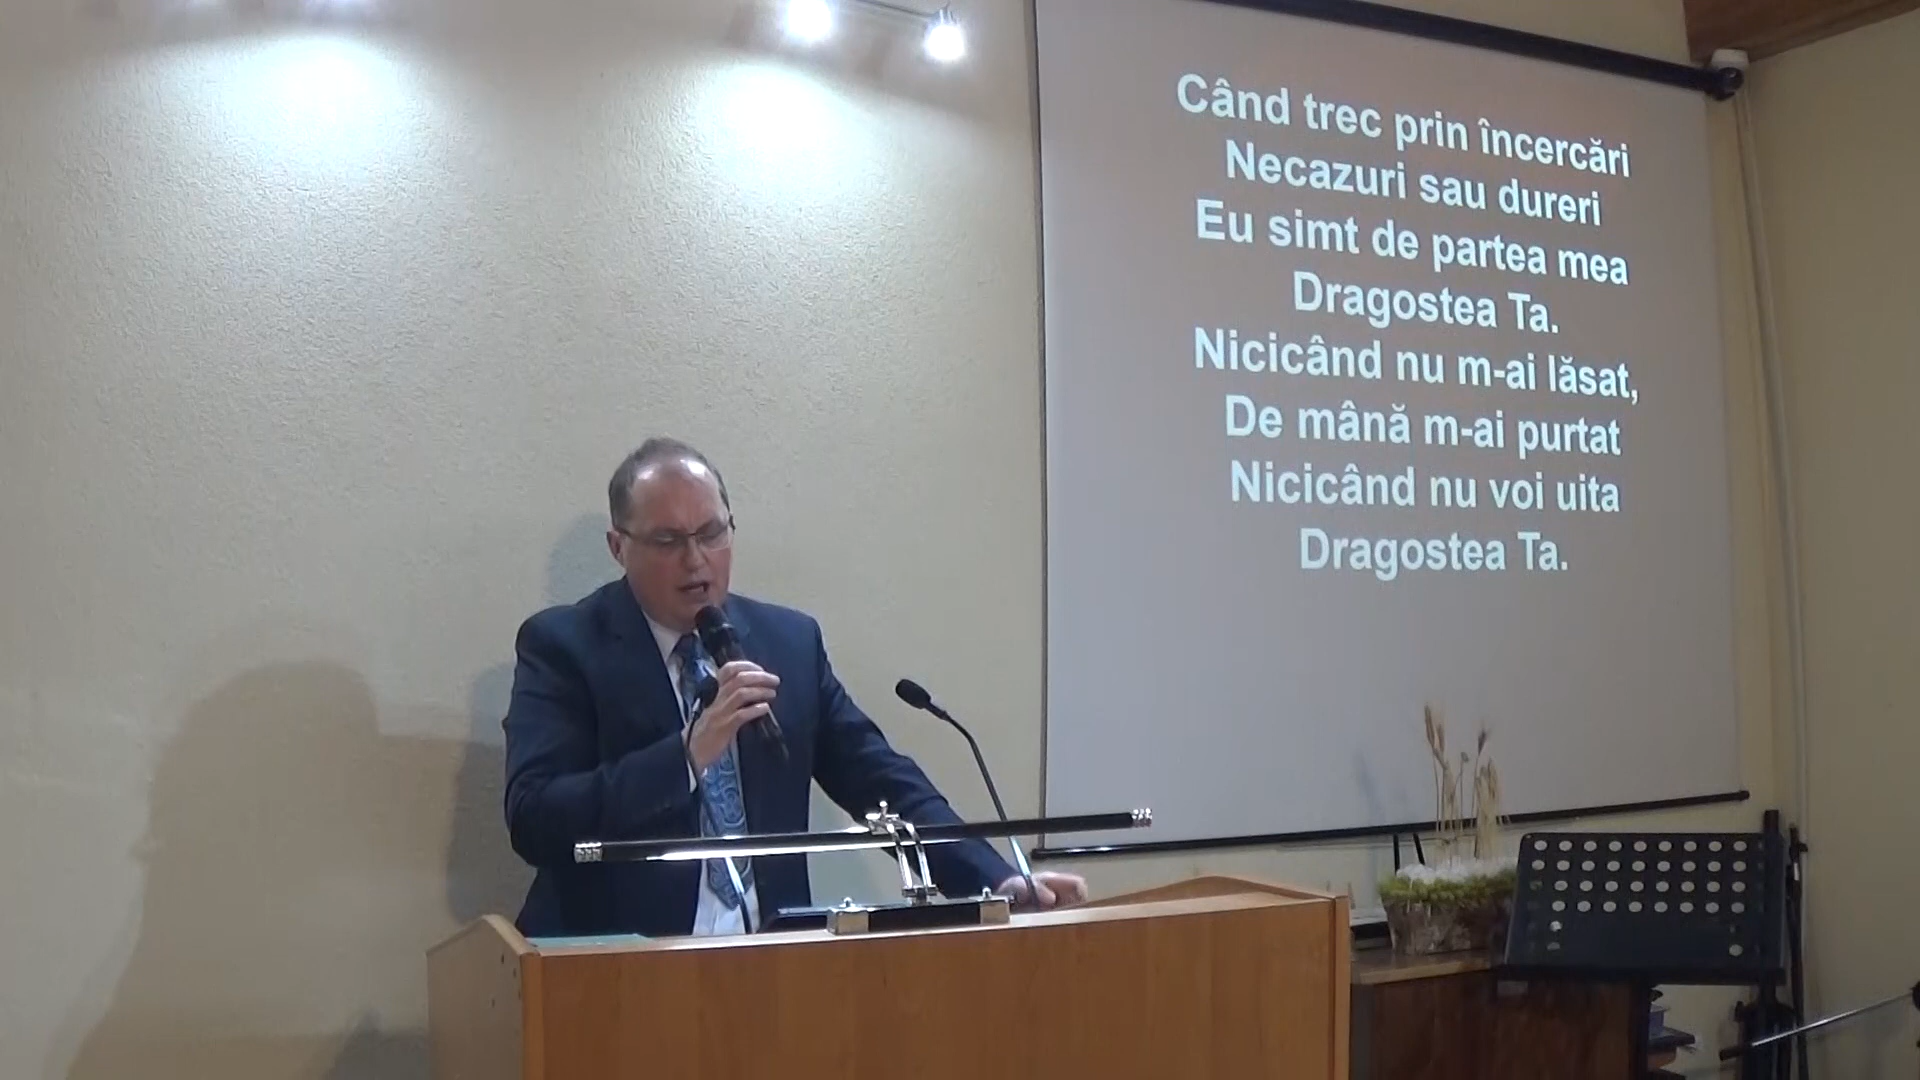 Când trec prin încercări
Necazuri sau dureri
Eu simt de partea mea
Dragostea Ta.
Nicicând nu m-ai lăsat,
De mână m-ai purtat
Nicicând nu voi uita
Dragostea Ta.